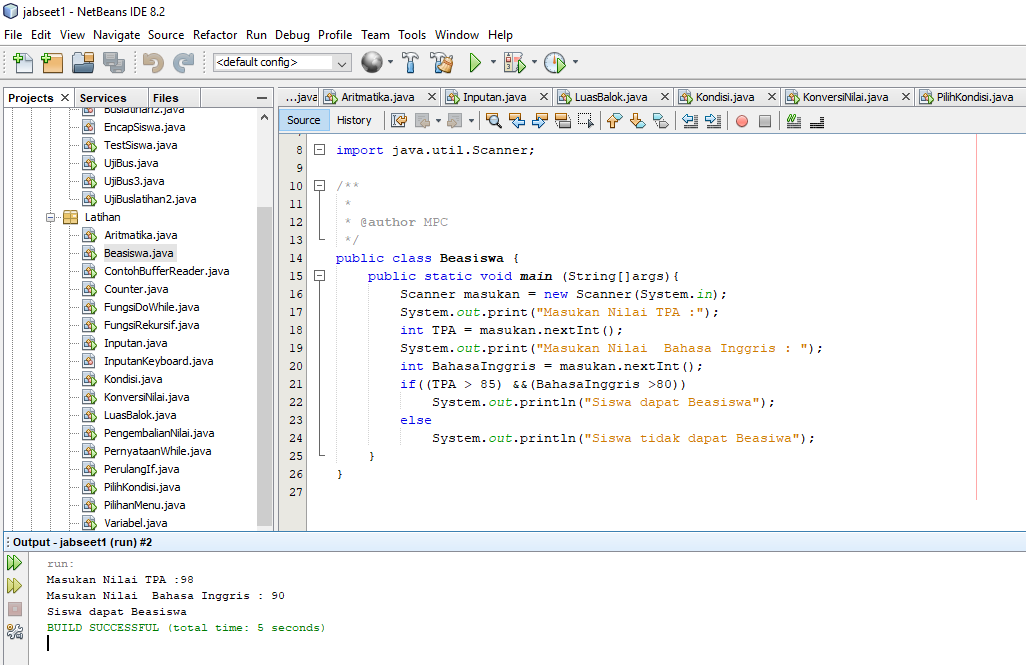 jabseet1 - NetBeans IDE 8.2
File Edit View Navigate Source Refactor Run Debug Profile Team Tools Window Help
<default config>
Projects Services Files
...java Aritmatika.java Inputan.java LuasBalok.java Kondisi.java KonversiNilai.java PilihKondisi.java
Source History
Buslatihan2.java
EncapSiswa.java
TestSiswa.java
UjiBus.java
UjiBus3.java
UjiBuslatihan2.java
Latihan
Aritmatika.java
Beasiswa.java
ContohBufferReader.java
Counter.java
FungsiDoWhile.java
FungsiRekursif.java
Inputan.java
InputanKeyboard.java
Kondisi.java
KonversiNilai.java
LuasBalok.java
PengembalianNilai.java
PernyataanWhile.java
PerulangIf.java
PilihKondisi.java
PilihanMenu.java
Variabel.java
8 import java.util.Scanner;
9
10 /**
11 *
12 * @author MPC
13 */
14 public class Beasiswa {
15 public static void main (String[]args){
16 Scanner masukan = new Scanner(System.in);
17 System.out.print("Masukan Nilai TPA :");
18 int TPA = masukan.nextInt();
19 System.out.print("Masukan Nilai  Bahasa Inggris : ");
20 int BahasaInggris = masukan.nextInt();
21 if((TPA > 85) &&(BahasaInggris >80))
22 System.out.println("Siswa dapat Beasiswa");
23 else
24 System.out.println("Siswa tidak dapat Beasiwa");
25 }
26 }
27
Output - jabseet1 (run) #2
run:
Masukan Nilai TPA :98
Masukan Nilai  Bahasa Inggris : 90
Siswa dapat Beasiswa
BUILD SUCCESSFUL (total time: 5 seconds)